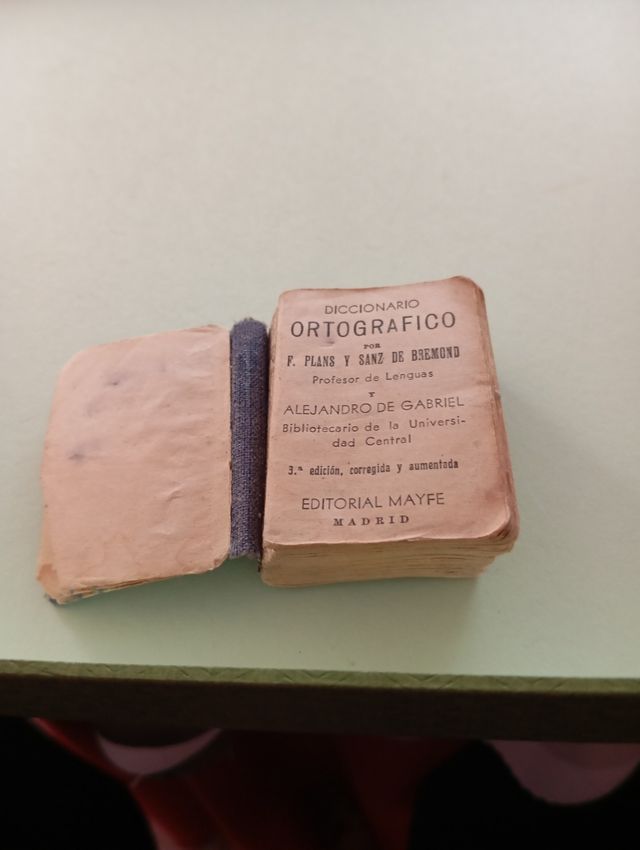 DICCIONARIO
ORTOGRAFICO
POR
F. PLANS Y SANZ DE BREMOND
Profesor de Lenguas
Y
ALEJANDRO DE GABRIEL
Bibliotecario de la Universi-
dad Central
3.ª edición, corregida y aumentada
EDITORIAL MAYFE
MADRID